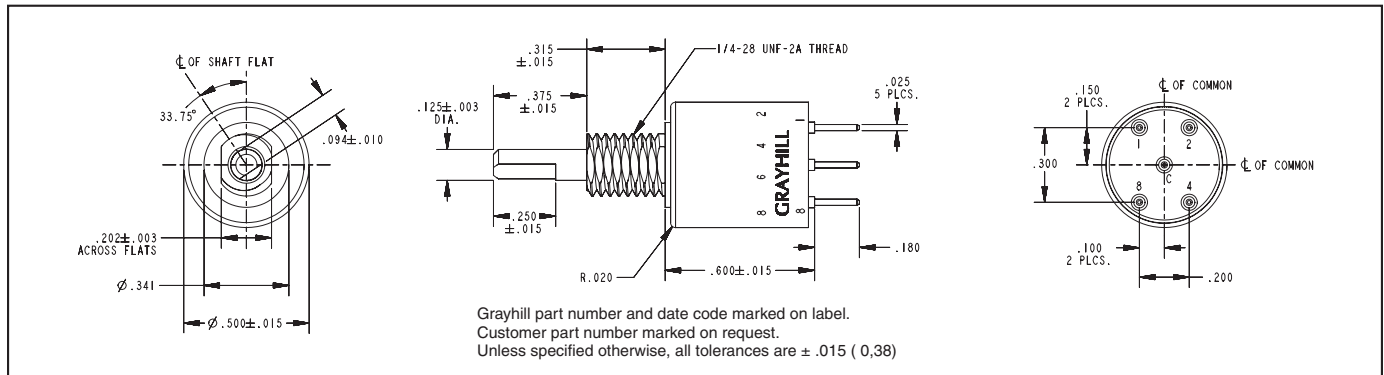 ℄ OF SHAFT FLAT
33.75°
.094±.010
.202±.003
ACROSS FLATS
Ø.341
Ø.500±.015
.315
±.015
1/4-28 UNF-2A THREAD
.375
±.015
.125±.003
DIA.
.250
±.015
R.020
.600±.015
.025
5 PLCS.
.180
2
4
6
8
GRAYHILL
1
8
℄ OF COMMON
.150
2 PLCS.
.300
℄ OF COMMON
1
2
C
8
4
.100
2 PLCS.
.200
Grayhill part number and date code marked on label.
Customer part number marked on request.
Unless specified otherwise, all tolerances are ± .015 ( 0,38)